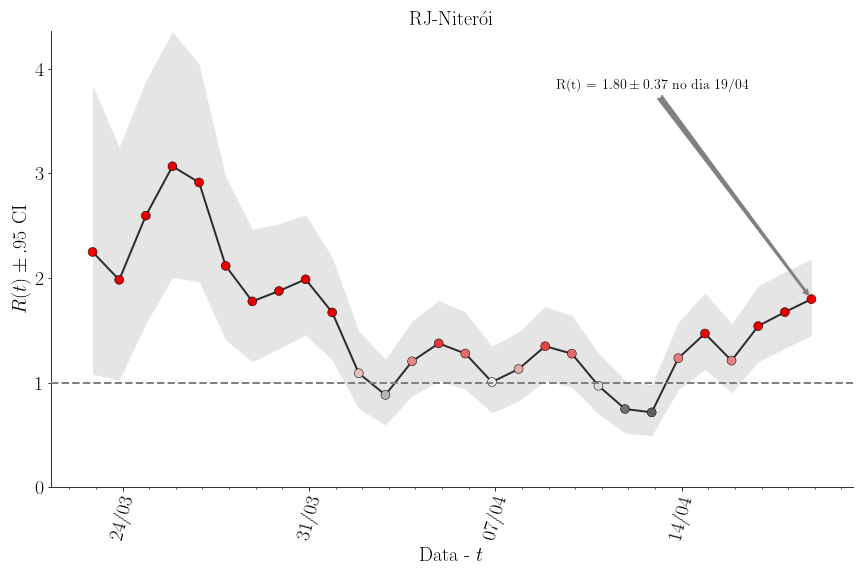 RJ-Niterói
R(t) = 1.80 ± 0.37 no dia 19/04
R(t) ± .95 CI
4
3
2
1
0
24/03
31/03
07/04
14/04
Data - t